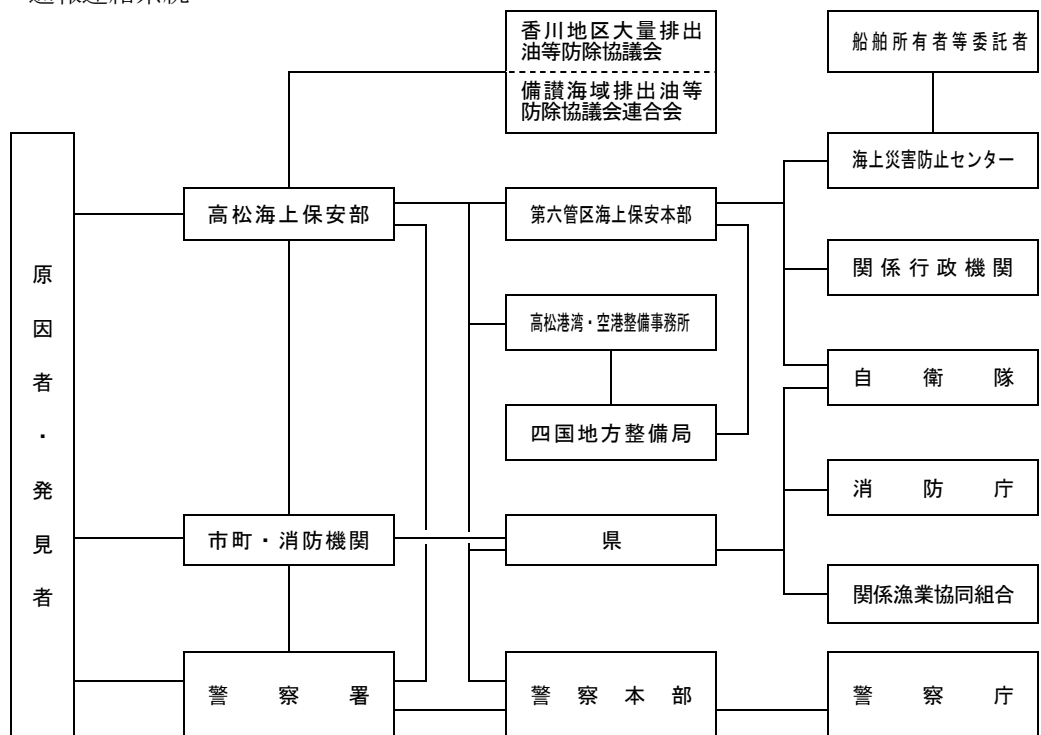 通報連絡系統
香川地区大量排出
油等防除協議会
備讃海域排出油等
防除協議会連合会
船舶所有者等委託者
海上災害防止センター
高松海上保安部
第六管区海上保安本部
関係行政機関
高松港湾・空港整備事務所
自衛隊
四国地方整備局
消防庁
原因者・発見者
市町・消防機関
県
関係漁業協同組合
警察署
警察本部
警察庁